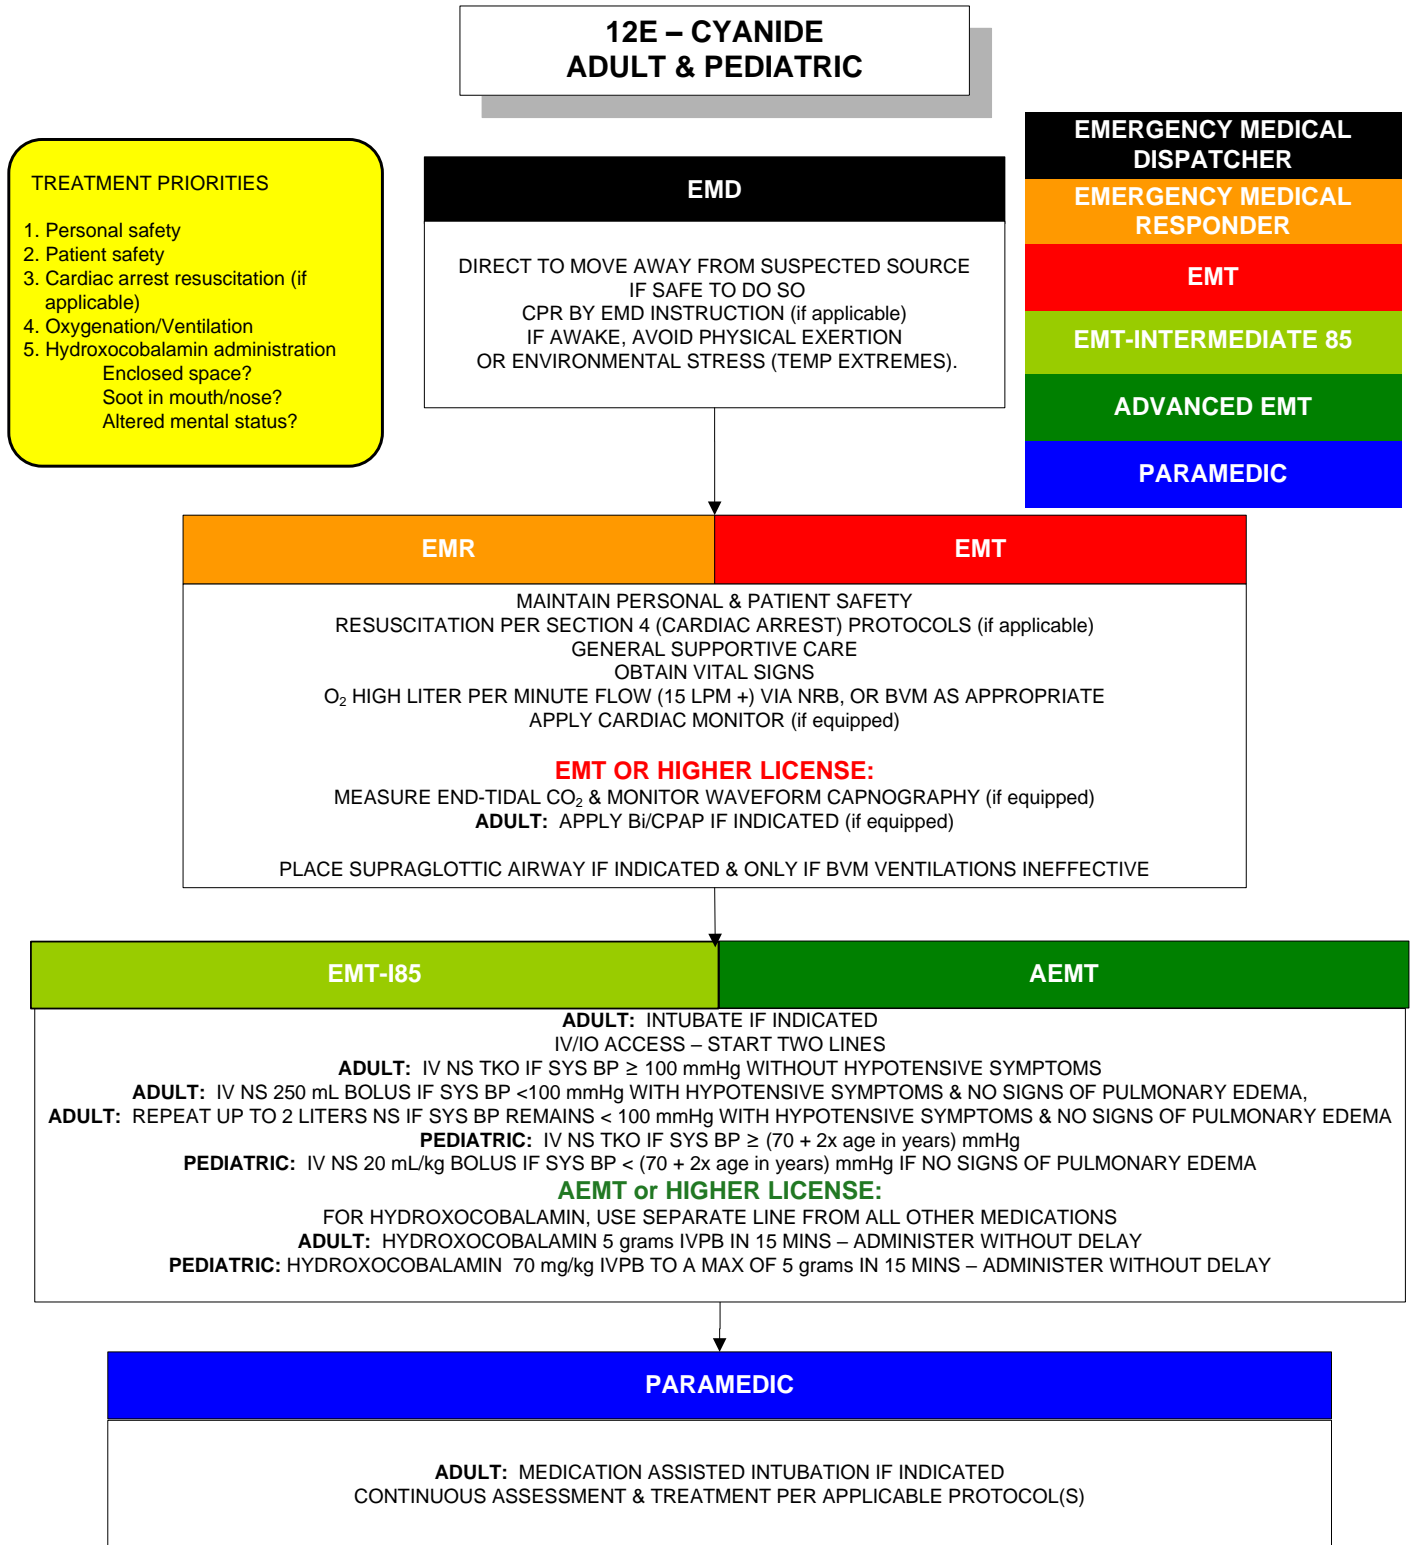 12E – CYANIDE
ADULT & PEDIATRIC
TREATMENT PRIORITIES
1. Personal safety
2. Patient safety
3. Cardiac arrest resuscitation (if
applicable)
4. Oxygenation/Ventilation
5. Hydroxocobalamin administration
Enclosed space?
Soot in mouth/nose?
Altered mental status?
EMD
DIRECT TO MOVE AWAY FROM SUSPECTED SOURCE
IF SAFE TO DO SO
CPR BY EMD INSTRUCTION (if applicable)
IF AWAKE, AVOID PHYSICAL EXERTION
OR ENVIRONMENTAL STRESS (TEMP EXTREMES).
EMERGENCY MEDICAL
DISPATCHER
EMERGENCY MEDICAL
RESPONDER
EMT
EMT-INTERMEDIATE 85
ADVANCED EMT
PARAMEDIC
EMR
EMT
MAINTAIN PERSONAL & PATIENT SAFETY
RESUSCITATION PER SECTION 4 (CARDIAC ARREST) PROTOCOLS (if applicable)
GENERAL SUPPORTIVE CARE
OBTAIN VITAL SIGNS
O2 HIGH LITER PER MINUTE FLOW (15 LPM +) VIA NRB, OR BVM AS APPROPRIATE
APPLY CARDIAC MONITOR (if equipped)
EMT OR HIGHER LICENSE:
MEASURE END-TIDAL CO2 & MONITOR WAVEFORM CAPNOGRAPHY (if equipped)
ADULT: APPLY Bi/CPAP IF INDICATED (if equipped)
PLACE SUPRAGLOTTIC AIRWAY IF INDICATED & ONLY IF BVM VENTILATIONS INEFFECTIVE
EMT-I85
AEMT
ADULT: INTUBATE IF INDICATED
IV/IO ACCESS – START TWO LINES
ADULT: IV NS TKO IF SYS BP ≥ 100 mmHg WITHOUT HYPOTENSIVE SYMPTOMS
ADULT: IV NS 250 mL BOLUS IF SYS BP <100 mmHg WITH HYPOTENSIVE SYMPTOMS & NO SIGNS OF PULMONARY EDEMA,
ADULT: REPEAT UP TO 2 LITERS NS IF SYS BP REMAINS < 100 mmHg WITH HYPOTENSIVE SYMPTOMS & NO SIGNS OF PULMONARY EDEMA
PEDIATRIC: IV NS TKO IF SYS BP ≥ (70 + 2x age in years) mmHg
PEDIATRIC: IV NS 20 mL/kg BOLUS IF SYS BP < (70 + 2x age in years) mmHg IF NO SIGNS OF PULMONARY EDEMA
AEMT or HIGHER LICENSE:
FOR HYDROXOCOBALAMIN, USE SEPARATE LINE FROM ALL OTHER MEDICATIONS
ADULT: HYDROXOCOBALAMIN 5 grams IVPB IN 15 MINS – ADMINISTER WITHOUT DELAY
PEDIATRIC: HYDROXOCOBALAMIN 70 mg/kg IVPB TO A MAX OF 5 grams IN 15 MINS – ADMINISTER WITHOUT DELAY
PARAMEDIC
ADULT: MEDICATION ASSISTED INTUBATION IF INDICATED
CONTINUOUS ASSESSMENT & TREATMENT PER APPLICABLE PROTOCOL(S)